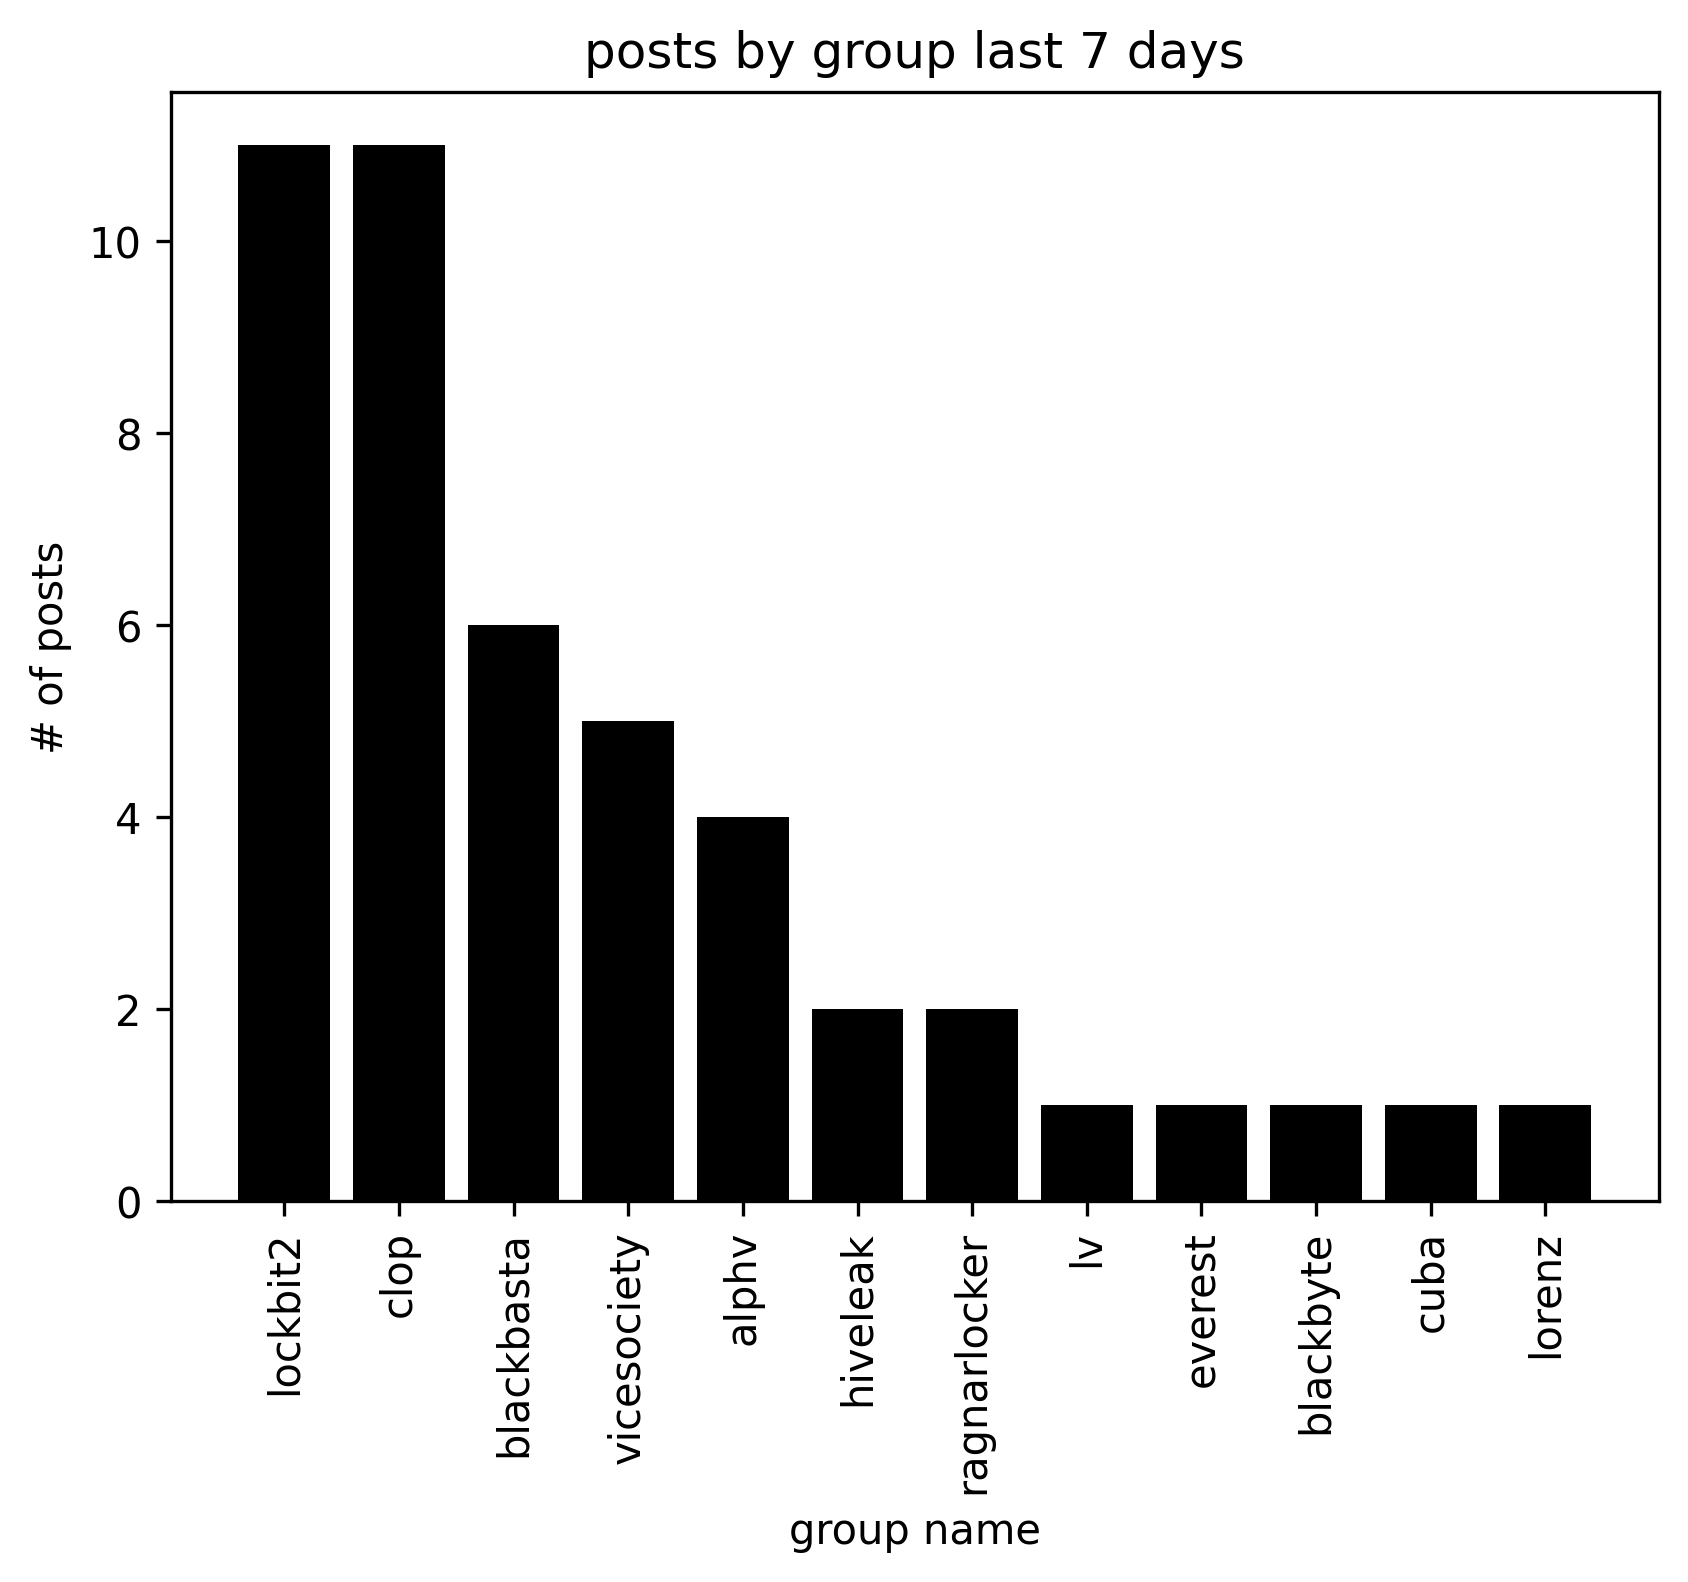 posts by group last 7 days
# of posts
10
8
6
4
2
0
lockbit2
clop
blackbasta
vicesociety
alphv
hiveleak
ragnarlocker
lv
everest
blackbyte
cuba
lorenz
group name